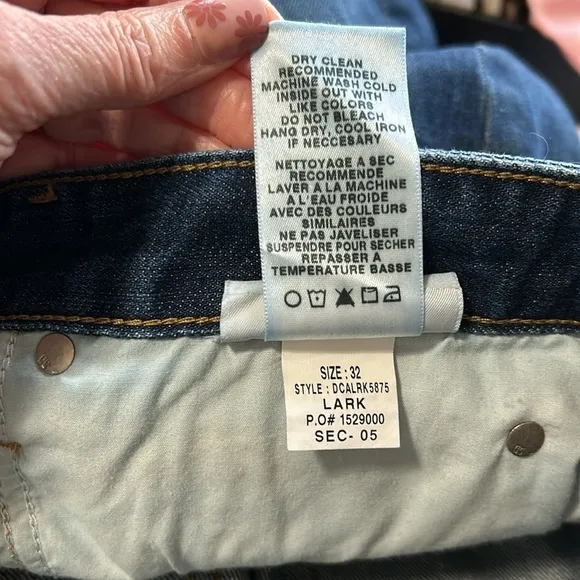 DRY CLEAN
RECOMMENDED
MACHINE WASH COLD
INSIDE OUT WITH
LIKE COLORS
DO NOT BLEACH
HANG DRY, COOL IRON
IF NECCESARY
NETTOYAGE A SEC
RECOMMENDE
LAVER A LA MACHINE
A L'EAU FROIDE
AVEC DES COULEURS
SIMILAIRES
NE PAS JAVELISER
SUSPENDRE POUR SECHER
REPASSER A
TEMPERATURE BASSE
SIZE : 32
STYLE : DCALRK5875
LARK
P.O# 1529000
SEC- 05